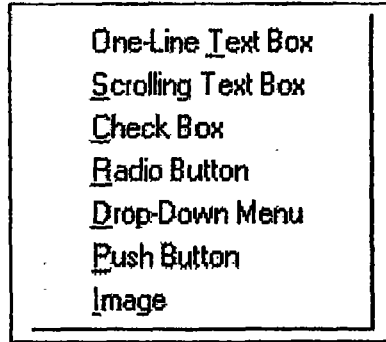 One-Line Text Box
Scrolling Text Box
Check Box
Radio Button
Drop-Down Menu
Push Button
Image